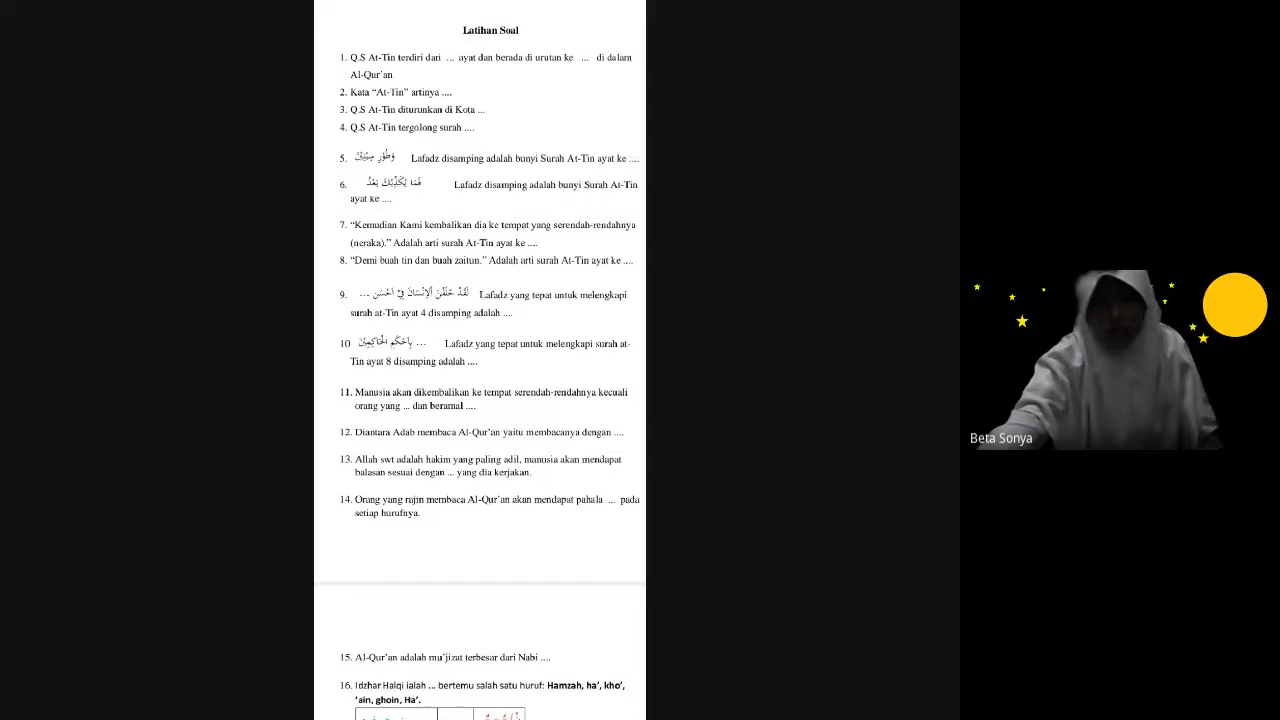 Latihan Soal
1. Q.S At-Tin terdiri dari ... ayat dan berada di urutan ke ... di dalam
Al-Qur'an
2. Kata “At-Tin” artinya ....
3. Q.S At-Tin diturunkan di Kota ...
4. Q.S At-Tin tergolong surah ....
5. وَطُوْرِ سِيْنِيْنَ Lafadz disamping adalah bunyi Surah At-Tin ayat ke ....
6. فَمَا يُكَذِّبُكَ بَعْدُ Lafadz disamping adalah bunyi Surah At-Tin
ayat ke ....
7. “Kemudian Kami kembalikan dia ke tempat yang serendah-rendahnya
(neraka).” Adalah arti surah At-Tin ayat ke ....
8. “Demi buah tin dan buah zaitun.” Adalah arti surah At-Tin ayat ke ....
9. لَقَدْ خَلَقْنَ الْاِنْسَانَ فِيْٓ اَحْسَنِ ... Lafadz yang tepat untuk melengkapi
surah at-Tin ayat 4 disamping adalah ....
10 ... بِاَحْكَمِ الْحَاكِمِيْنَ Lafadz yang tepat untuk melengkapi surah at-
Tin ayat 8 disamping adalah ....
11. Manusia akan dikembalikan ke tempat serendah-rendahnya kecuali
orang yang ... dan beramal ....
12. Diantara Adab membaca Al-Qur'an yaitu membacanya dengan ....
13. Allah swt adalah hakim yang paling adil, manusia akan mendapat
balasan sesuai dengan ... yang dia kerjakan.
14. Orang yang rajin membaca Al-Qur'an akan mendapat pahala ... pada
setiap hurufnya.
15. Al-Qur'an adalah mu'jizat terbesar dari Nabi ....
16. Idzhar Halqi ialah ... bertemu salah satu huruf: Hamzah, ha', kho',
'ain, ghoin, Ha'.
Beta Sonya